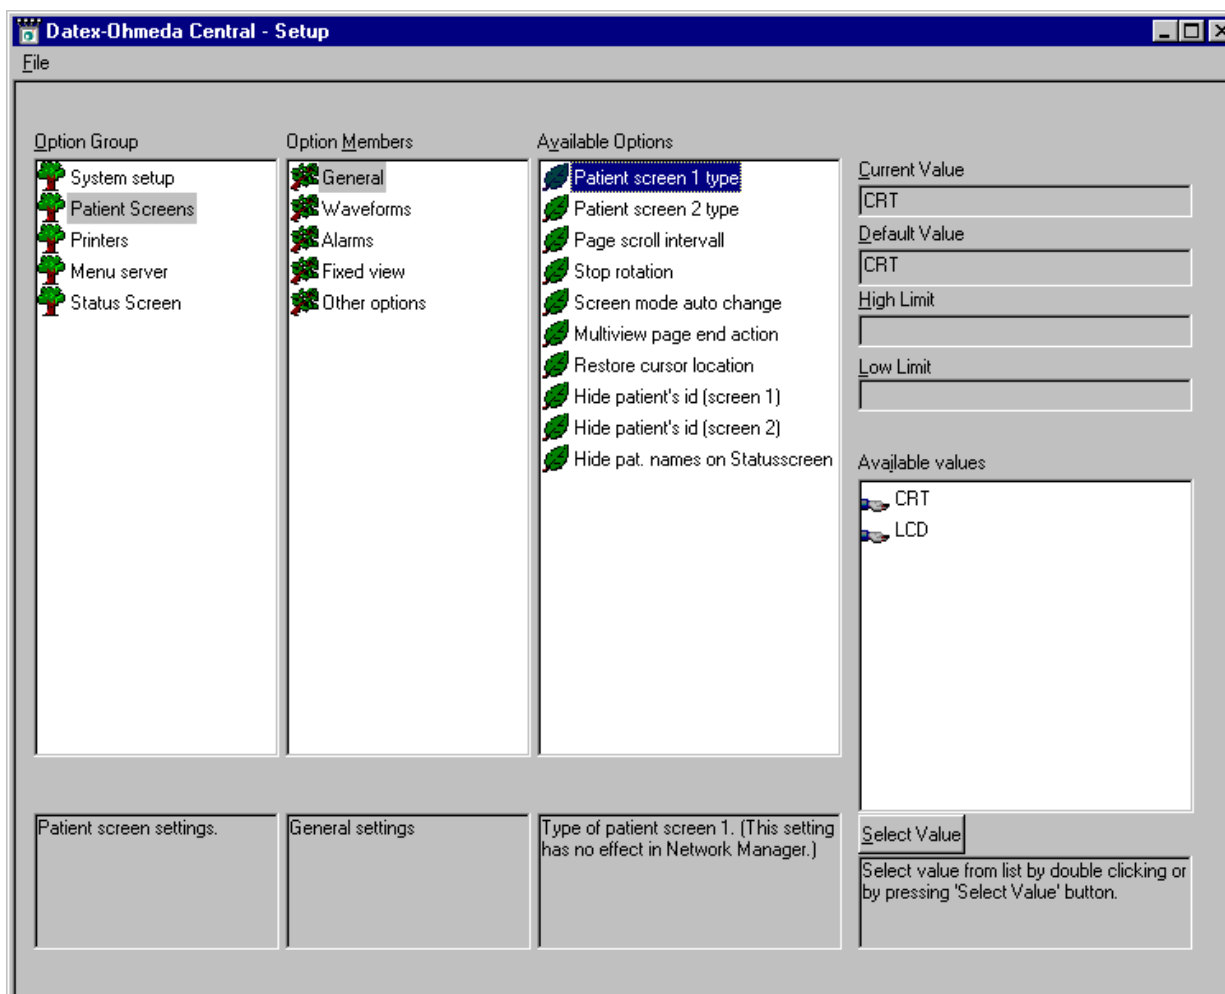 Datex-Ohmeda Central - Setup
File
Option Group
System setup
Patient Screens
Printers
Menu server
Status Screen
Option Members
General
Waveforms
Alarms
Fixed view
Other options
Available Options
Patient screen 1 type
Patient screen 2 type
Page scroll intervall
Stop rotation
Screen mode auto change
Multiview page end action
Restore cursor location
Hide patient's id (screen 1)
Hide patient's id (screen 2)
Hide pat. names on Statusscreen
Current Value
CRT
Default Value
CRT
High Limit
Low Limit
Available values
CRT
LCD
Patient screen settings.
General settings
Type of patient screen 1. (This setting
has no effect in Network Manager.)
Select Value
Select value from list by double clicking or
by pressing 'Select Value' button.